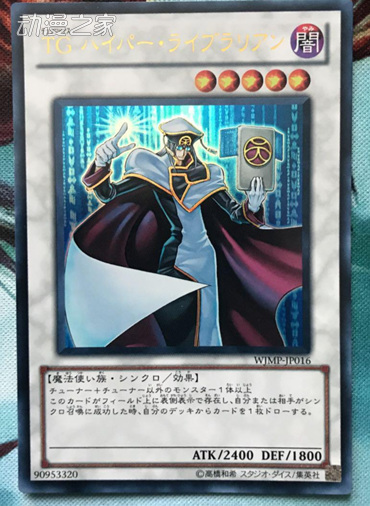 动漫之家
TG ハイパー・ライブラリアン
闇
WJMP-JP016
【魔法使い族・シンクロ/効果】
チューナー+チューナー以外のモンスター1体以上
このカードがフィールド上に表側表示で存在し、自分または相手がシン
クロ召喚に成功した時、自分のデッキからカードを1枚ドローする。
ATK/2400 DEF/1800
90953320
©高橋和希 スタジオ・ダイス/集英社